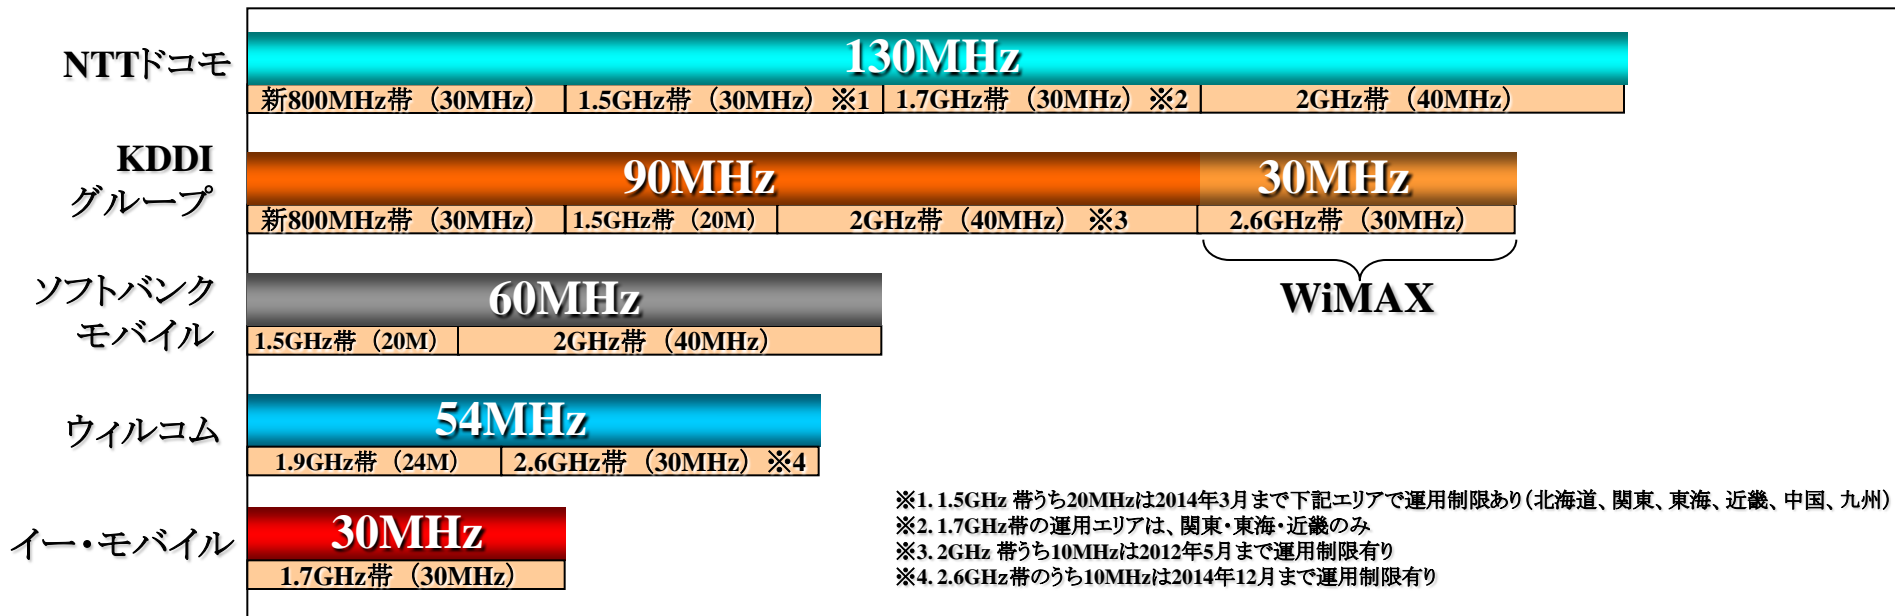 NTTドコモ
130MHz
新800MHz帯（30MHz） 1.5GHz帯（30MHz）※1 1.7GHz帯（30MHz）※2 2GHz帯（40MHz）
KDDI
グループ
90MHz 30MHz
新800MHz帯（30MHz） 1.5GHz帯（20M） 2GHz帯（40MHz）※3 2.6GHz帯（30MHz）
WiMAX
ソフトバンク
モバイル
60MHz
1.5GHz帯（20M） 2GHz帯（40MHz）
ウィルコム
54MHz
1.9GHz帯（24M） 2.6GHz帯（30MHz）※4
イー・モバイル
30MHz
1.7GHz帯（30MHz）
※1. 1.5GHz 帯うち20MHzは2014年3月まで下記エリアで運用制限あり（北海道、関東、東海、近畿、中国、九州）
※2. 1.7GHz帯の運用エリアは、関東・東海・近畿のみ
※3. 2GHz 帯うち10MHzは2012年5月まで運用制限有り
※4. 2.6GHz帯のうち10MHzは2014年12月まで運用制限有り